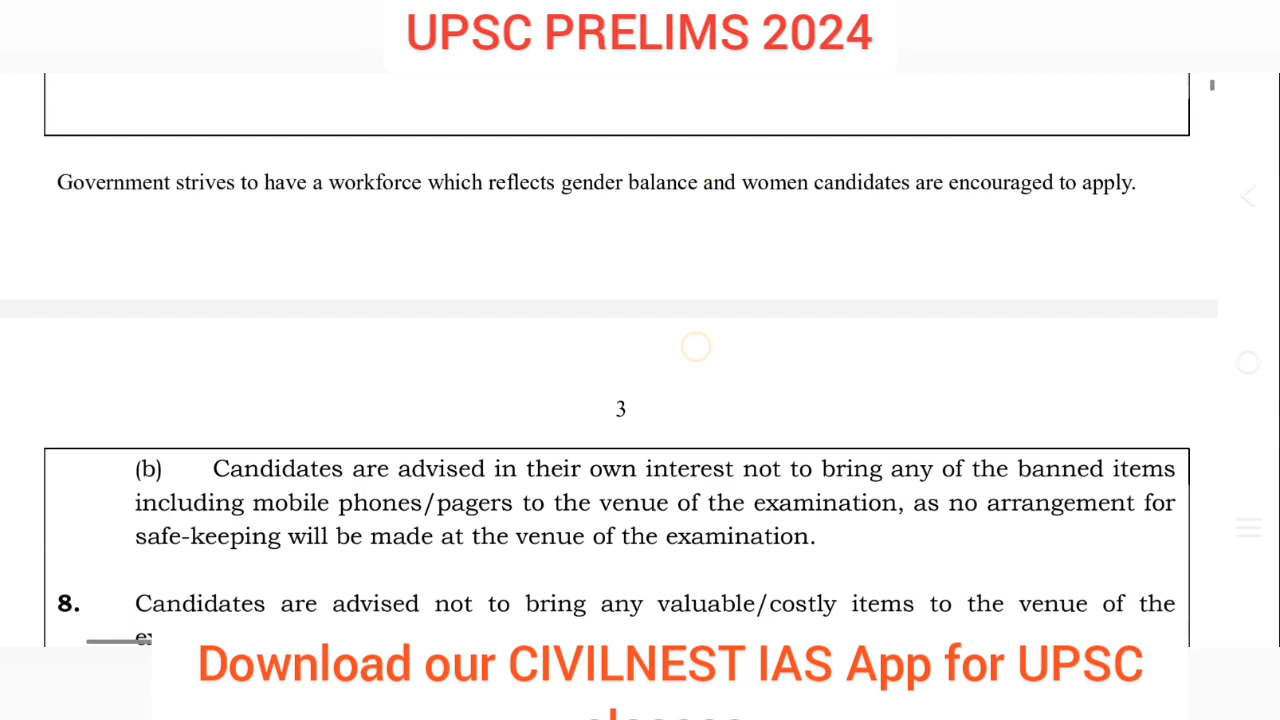 UPSC PRELIMS 2024
Government strives to have a workforce which reflects gender balance and women candidates are encouraged to apply.
3
(b) Candidates are advised in their own interest not to bring any of the banned items
including mobile phones/pagers to the venue of the examination, as no arrangement for
safe-keeping will be made at the venue of the examination.
8. Candidates are advised not to bring any valuable/costly items to the venue of the
Download our CIVILNEST IAS App for UPSC